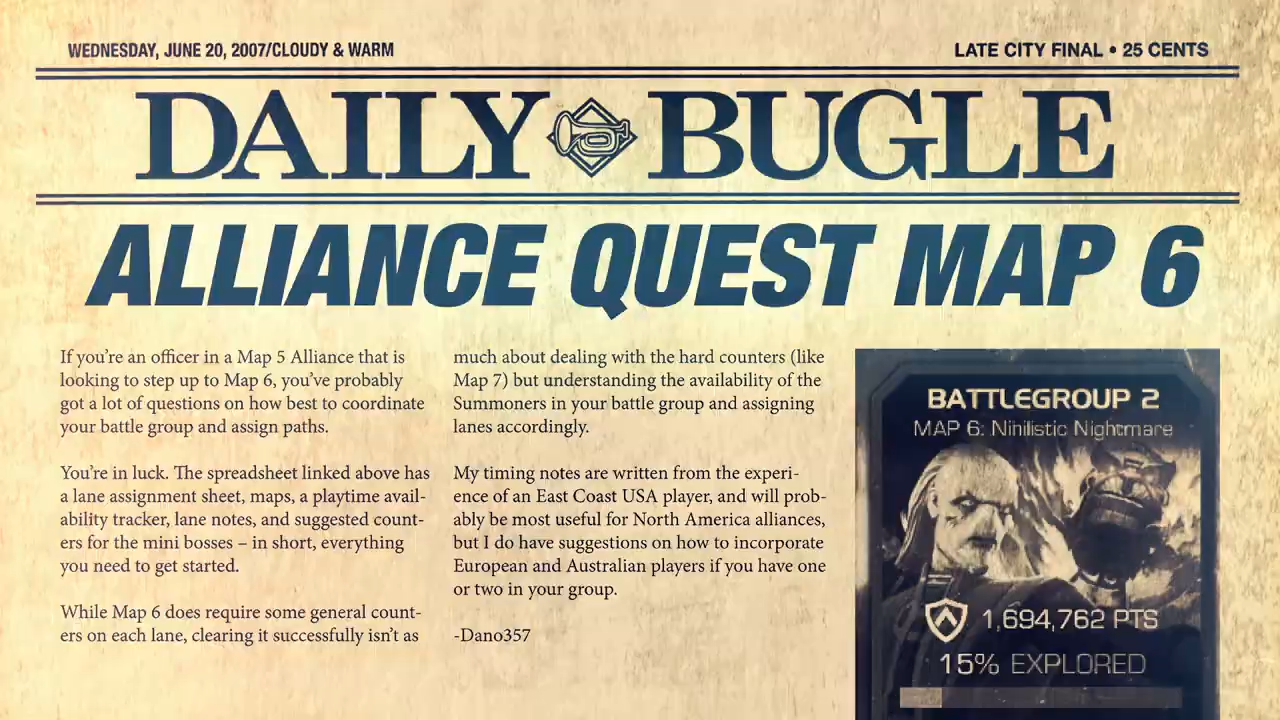 WEDNESDAY, JUNE 20, 2007/CLOUDY & WARM
LATE CITY FINAL • 25 CENTS
DAILY BUGLE
ALLIANCE QUEST MAP 6
If you're an officer in a Map 5 Alliance that is
looking to step up to Map 6, you've probably
got a lot of questions on how best to coordinate
your battle group and assign paths.
You're in luck. The spreadsheet linked above has
a lane assignment sheet, maps, a playtime avail-
ability tracker, lane notes, and suggested count-
ers for the mini bosses – in short, everything
you need to get started.
While Map 6 does require some general count-
ers on each lane, clearing it successfully isn't as
much about dealing with the hard counters (like
Map 7) but understanding the availability of the
Summoners in your battle group and assigning
lanes accordingly.
My timing notes are written from the experi-
ence of an East Coast USA player, and will prob-
ably be most useful for North America alliances,
but I do have suggestions on how to incorporate
European and Australian players if you have one
or two in your group.
-Dano357
BATTLEGROUP 2
MAP 6: Nihilistic Nightmare
1,694,762 PTS
15% EXPLORED